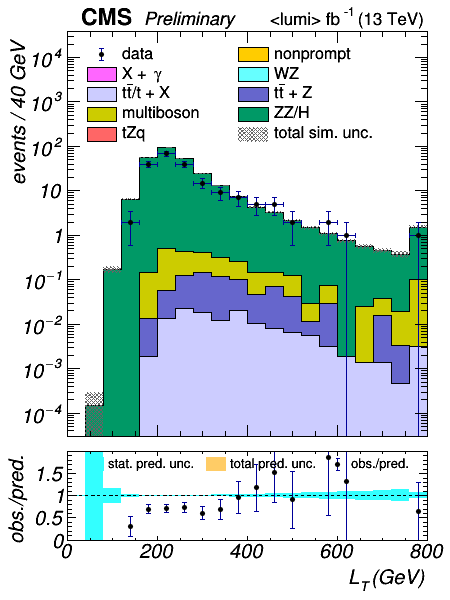 CMS Preliminary <lumi> fb⁻¹ (13 TeV)
events / 40 GeV
10⁴
10³
10²
10
1
10⁻¹
10⁻²
10⁻³
10⁻⁴
data
nonprompt
X + γ
WZ
tt̄/t + X
tt̄ + Z
multiboson
ZZ/H
tZq
total sim. unc.
obs./pred.
1.5
1
0.5
0
stat. pred. unc.
total pred. unc.
obs./pred.
0 200 400 600 800
L_T (GeV)